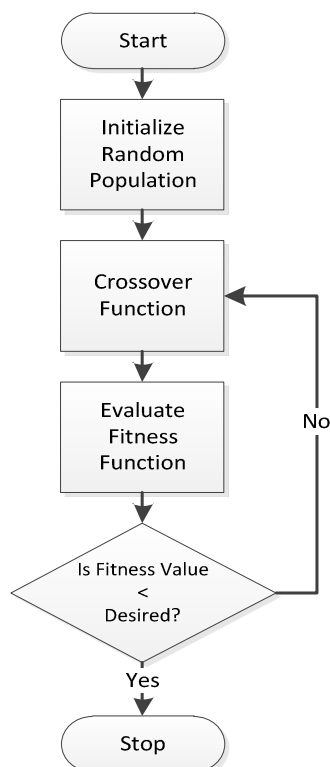 Start
Initialize
Random
Population
Crossover
Function
Evaluate
Fitness
Function
No
Is Fitness Value
<
Desired?
Yes
Stop